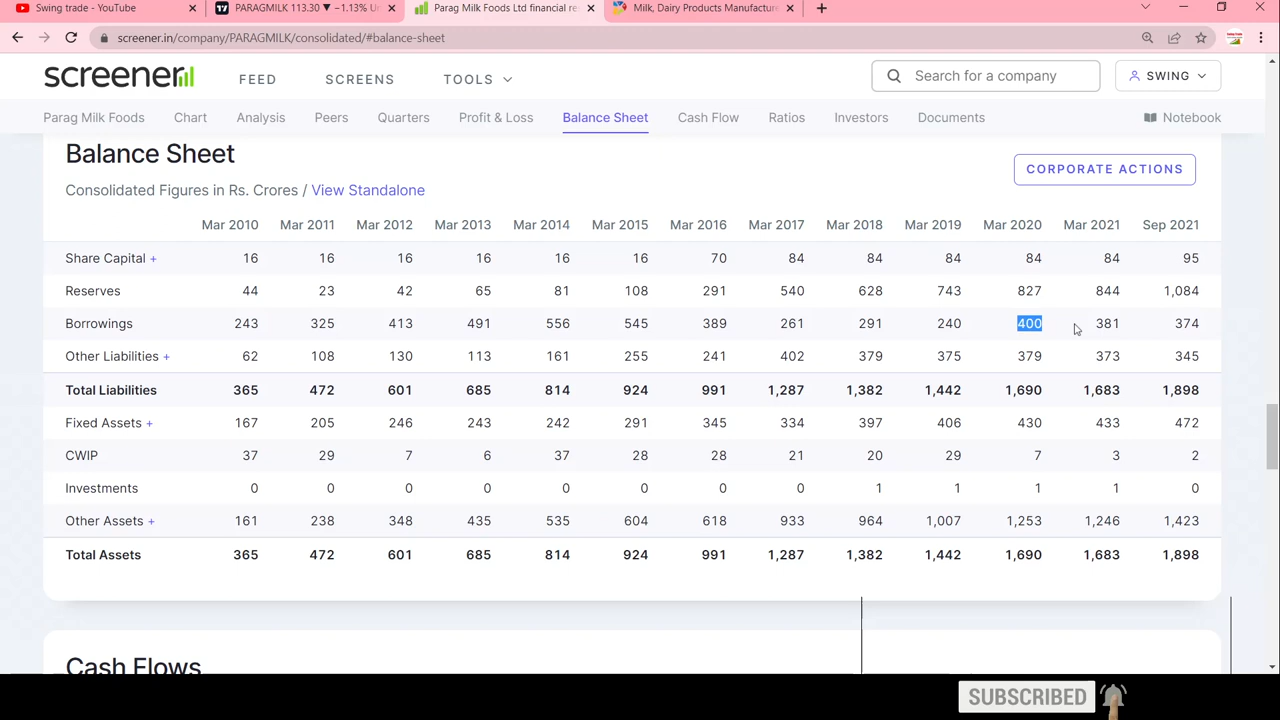 Swing trade - YouTube
PARAGMILK 113.30 ▼ −1.13% U
Parag Milk Foods Ltd financial re
Milk, Dairy Products Manufacture
screener.in/company/PARAGMILK/consolidated/#balance-sheet
screener
FEED
SCREENS
TOOLS
Search for a company
SWING
Parag Milk Foods
Chart
Analysis
Peers
Quarters
Profit & Loss
Balance Sheet
Cash Flow
Ratios
Investors
Documents
Notebook
Balance Sheet
CORPORATE ACTIONS
Consolidated Figures in Rs. Crores / View Standalone
Mar 2010 Mar 2011 Mar 2012 Mar 2013 Mar 2014 Mar 2015 Mar 2016 Mar 2017 Mar 2018 Mar 2019 Mar 2020 Mar 2021 Sep 2021
Share Capital + 16 16 16 16 16 16 70 84 84 84 84 84 95
Reserves 44 23 42 65 81 108 291 540 628 743 827 844 1,084
Borrowings 243 325 413 491 556 545 389 261 291 240 400 381 374
Other Liabilities + 62 108 130 113 161 255 241 402 379 375 379 373 345
Total Liabilities 365 472 601 685 814 924 991 1,287 1,382 1,442 1,690 1,683 1,898
Fixed Assets + 167 205 246 243 242 291 345 334 397 406 430 433 472
CWIP 37 29 7 6 37 28 28 21 20 29 7 3 2
Investments 0 0 0 0 0 0 0 0 1 1 1 1 0
Other Assets + 161 238 348 435 535 604 618 933 964 1,007 1,253 1,246 1,423
Total Assets 365 472 601 685 814 924 991 1,287 1,382 1,442 1,690 1,683 1,898
Cash Flows
SUBSCRIBED